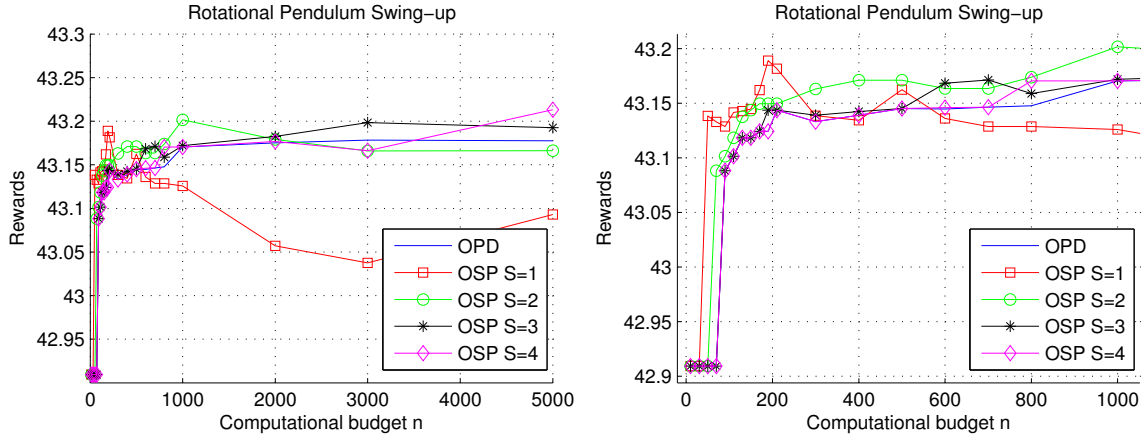 Rotational Pendulum Swing-up
43.3
43.25
43.2
43.15
43.1
43.05
43
42.95
Rewards
0
1000
2000
3000
4000
5000
Computational budget n
OPD
OSP S=1
OSP S=2
OSP S=3
OSP S=4
Rotational Pendulum Swing-up
43.2
43.15
43.1
43.05
43
42.95
42.9
Rewards
0
200
400
600
800
1000
Computational budget n
OPD
OSP S=1
OSP S=2
OSP S=3
OSP S=4